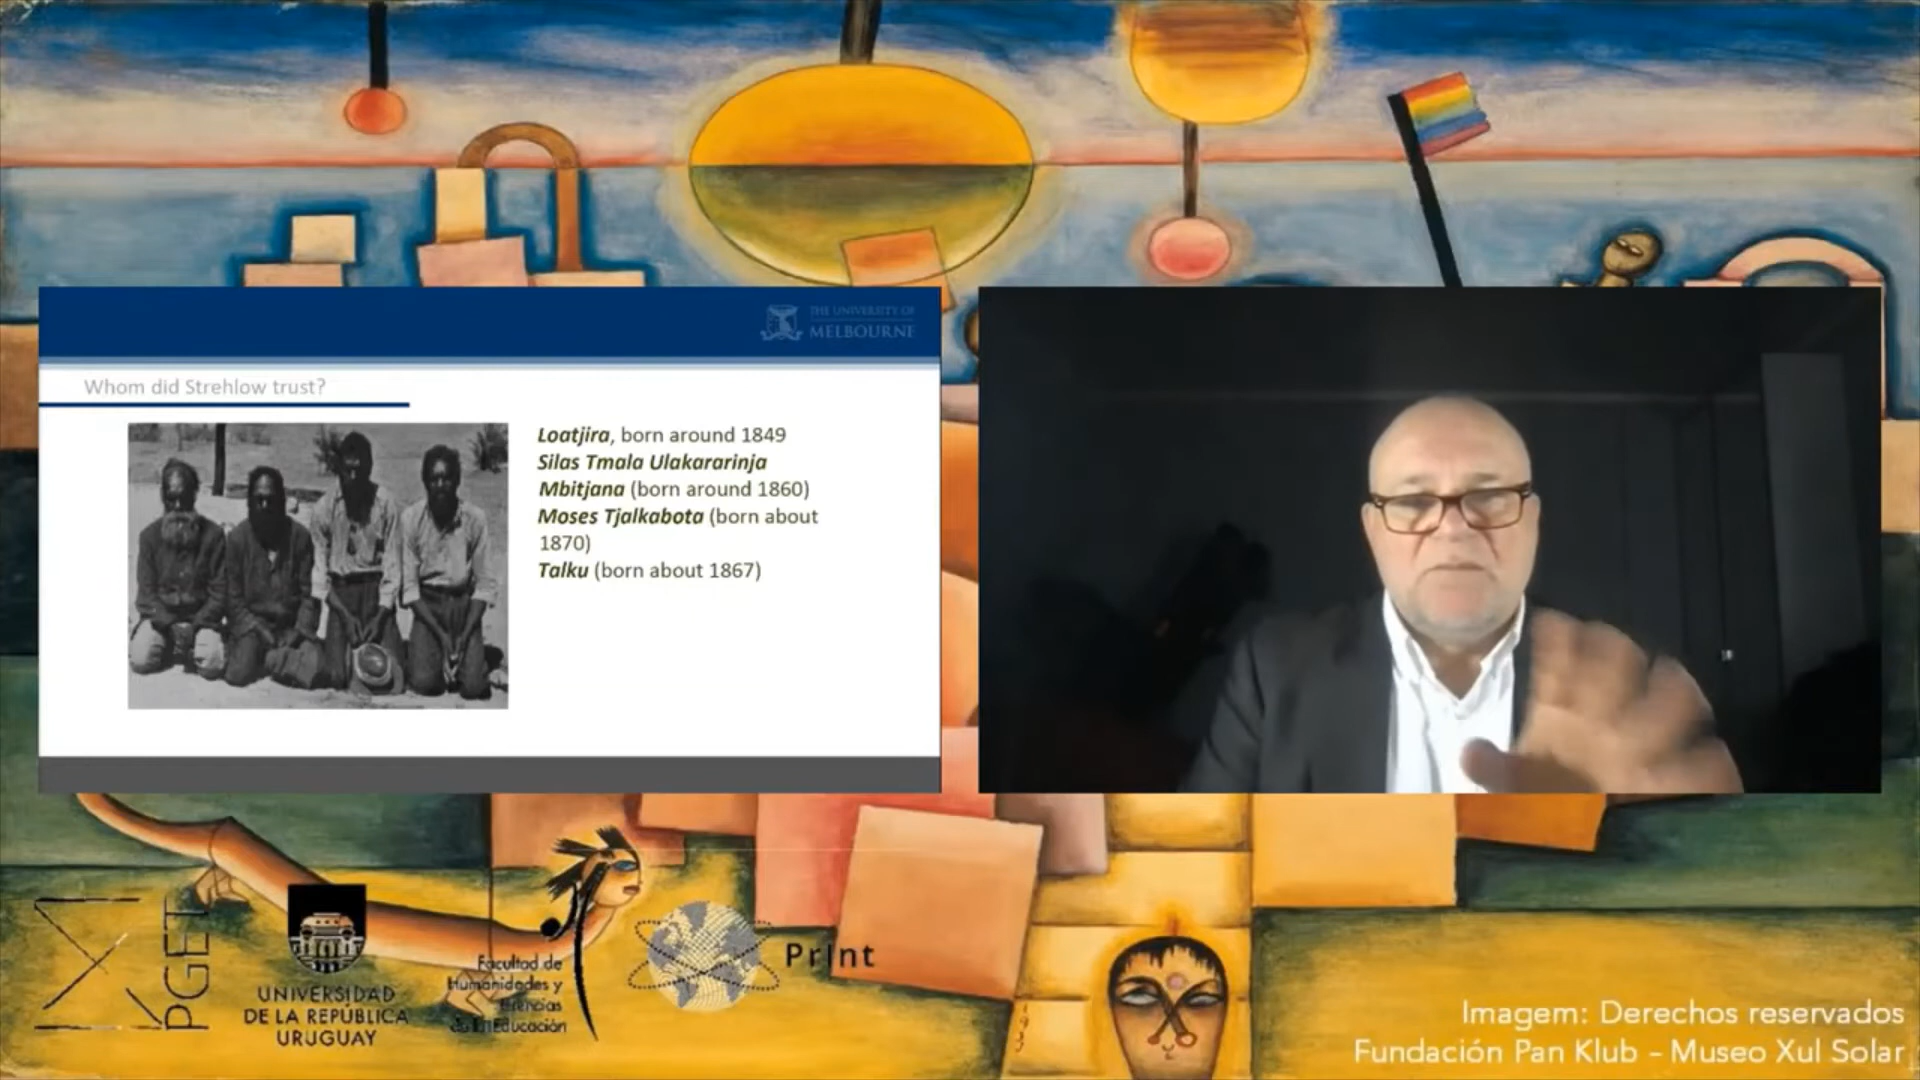 THE UNIVERSITY OF
MELBOURNE
Whom did Strehlow trust?
Loatjira, born around 1849
Silas Tmala Ulakararinja
Mbitjana (born around 1860)
Moses Tjalkabota (born about
1870)
Talku (born about 1867)
PGET
UNIVERSIDAD
DE LA REPÚBLICA
URUGUAY
Facultad de
Humanidades y
Ciencias
de la Educación
Print
Imagem: Derechos reservados
Fundación Pan Klub - Museo Xul Solar